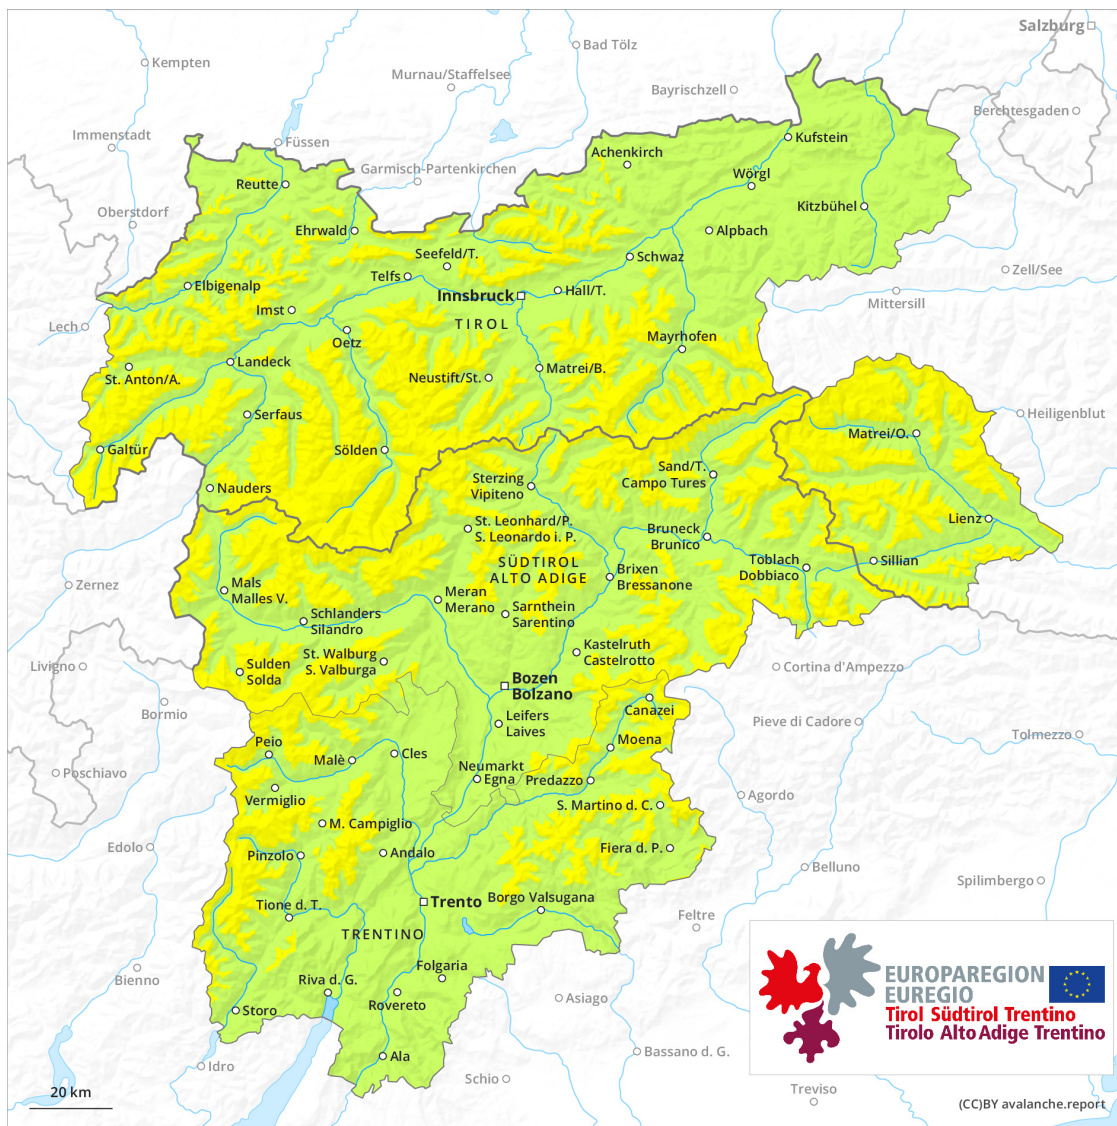 Salzburg
Bad Tölz
Kempten
Murnau/Staffelsee
Bayrischzell
Berchtesgaden
Immenstadt
Füssen
Kufstein
Achenkirch
Garmisch-Partenkirchen
Wörgl
Reutte
Oberstdorf
Kitzbühel
Ehrwald
Alpbach
Seefeld/T.
Schwaz
Zell/See
Telfs
Elbigenalp
Innsbruck
Hall/T.
Mittersill
Imst
TIROL
Lech
Oetz
Mayrhofen
Landeck
Matrei/B.
St. Anton/A.
Neustift/St.
Serfaus
Heiligenblut
Matrei/O.
Galtür
Sölden
Sand/T.
Campo Tures
Sterzing
Vipiteno
Nauders
Lienz
St. Leonhard/P.
S. Leonardo i. P.
Bruneck
Brunico
SÜDTIROL
ALTO ADIGE
Toblach
Dobbiaco
Sillian
Brixen
Bressanone
Zernez
Mals
Malles V.
Meran
Merano
Schlanders
Silandro
Sarnthein
Sarentino
Kastelruth
Castelrotto
St. Walburg
S. Valburga
Livigno
Sulden
Solda
Cortina d'Ampezzo
Bozen
Bolzano
Bormio
Canazei
Leifers
Laives
Pieve di Cadore
Tolmezzo
Peio
Moena
Malè
Cles
Neumarkt
Egna
Predazzo
Poschiavo
Vermiglio
Agordo
S. Martino d. C.
M. Campiglio
Edolo
Pinzolo
Andalo
Fiera d. P.
Belluno
Spilimbergo
Trento
Borgo Valsugana
Tione d. T.
Feltre
TRENTINO
Bienno
Folgaria
Riva d. G.
Rovereto
Asiago
Storo
EUROPAREGION
EUREGIO
Tirol Südtirol Trentino
Tirolo Alto Adige Trentino
Ala
Idro
Bassano d. G.
Schio
Treviso
20 km
(CC)BY avalanche.report